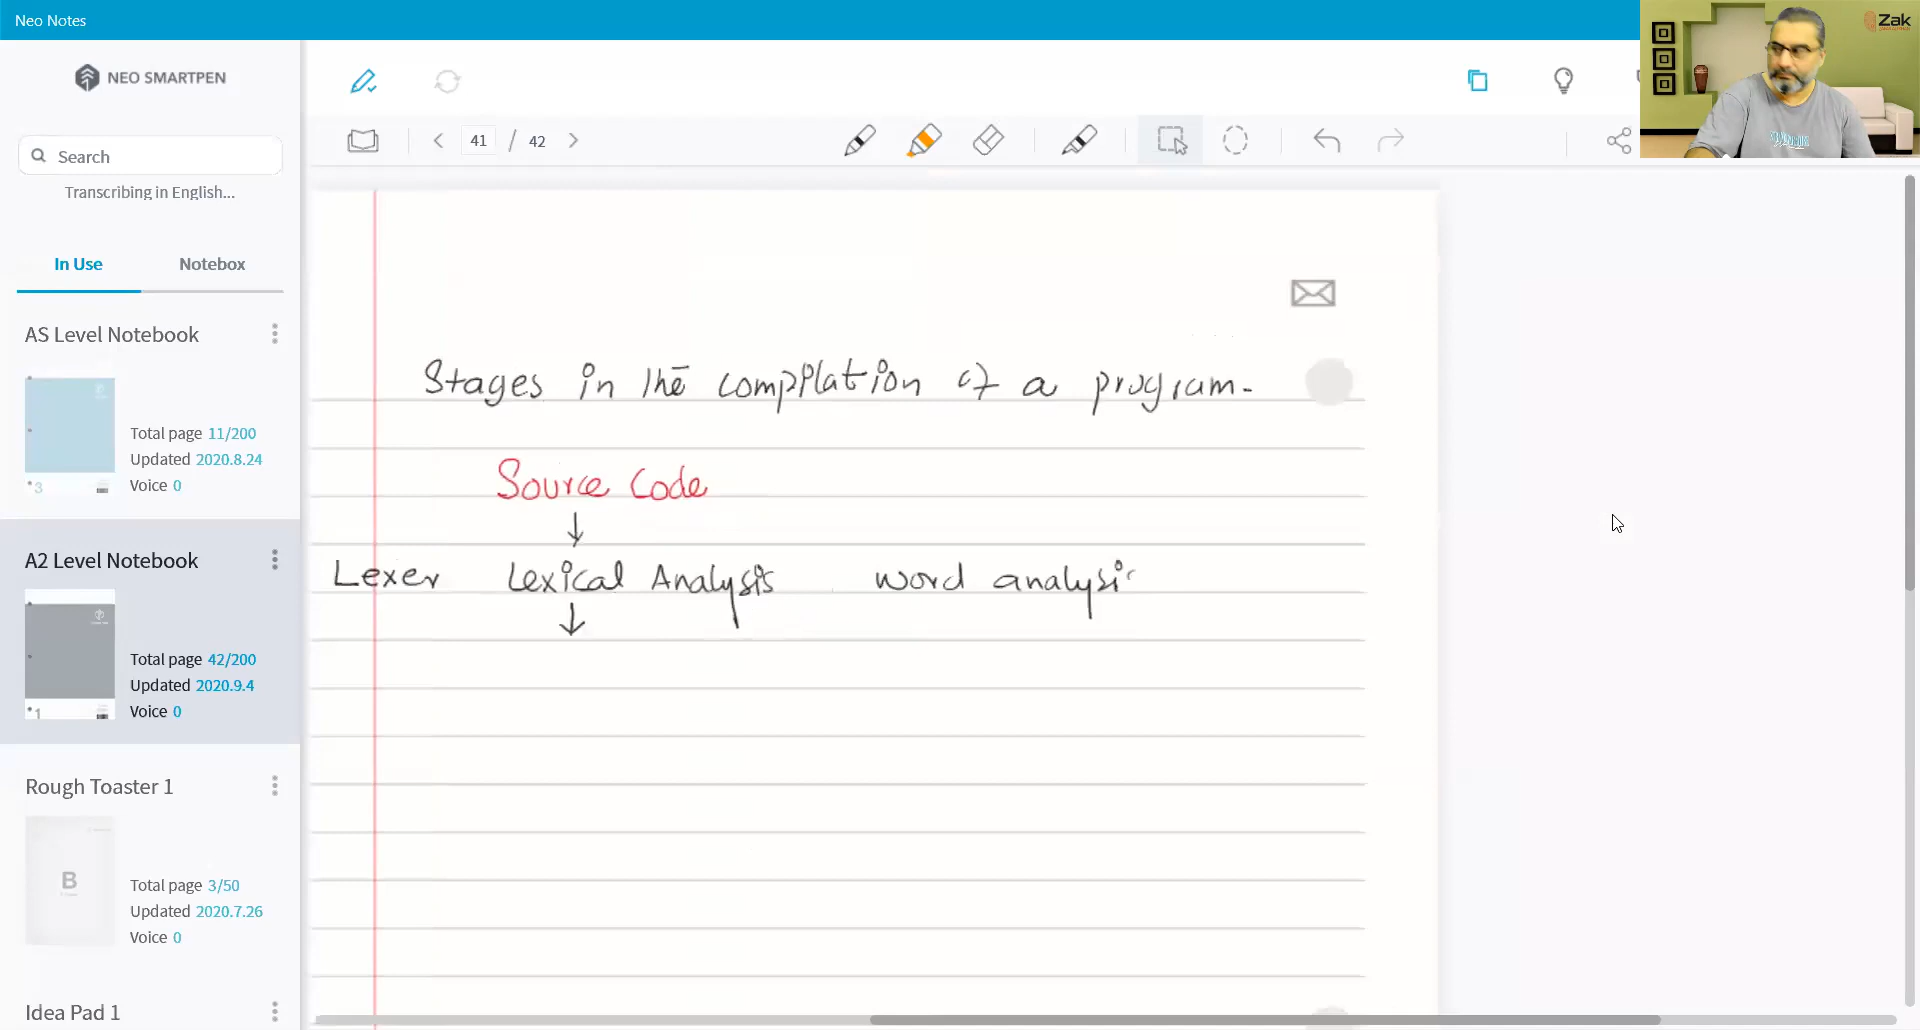 Neo Notes
Zak
NEO SMARTPEN
41 / 42
Search
Transcribing in English...
In Use Notebox
AS Level Notebook
Total page 11/200
Updated 2020.8.24
Voice 0
3
A2 Level Notebook
Total page 42/200
Updated 2020.9.4
Voice 0
1
Rough Toaster 1
B
Total page 3/50
Updated 2020.7.26
Voice 0
Idea Pad 1
Stages in the compilation of a program.
Source Code
↓
Lexer Lexical Analysis word analysi
↓